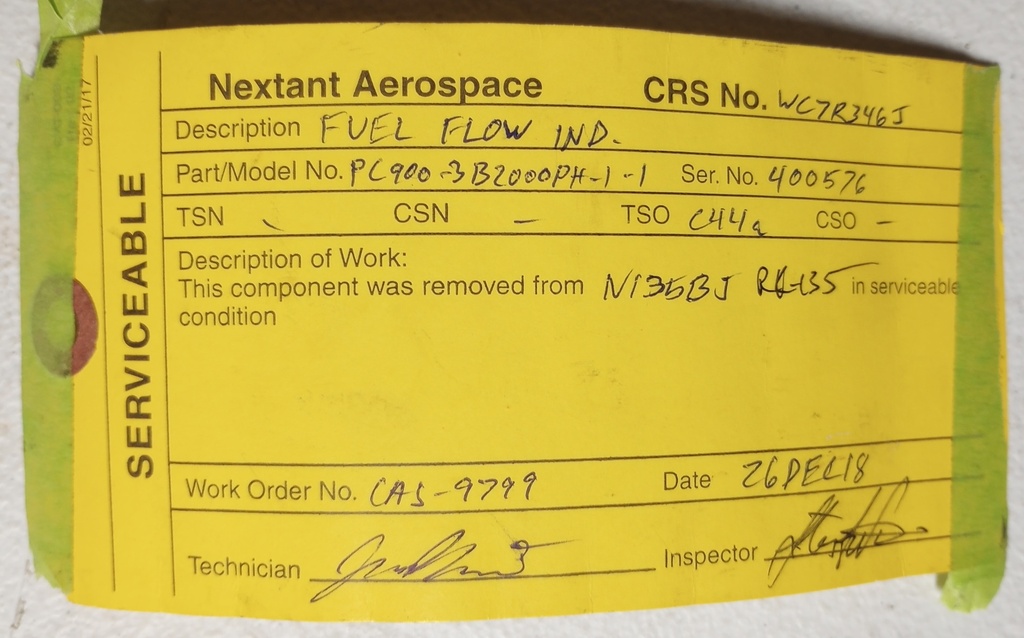 Nextant Aerospace CRS No. WC7R346J
Description FUEL FLOW IND.
Part/Model No. PC900-3B2000PH-1-1 Ser. No. 400576
TSN - CSN - TSO CSO -
Description of Work:
This component was removed from N135BJ RK-135 in serviceable
condition
Work Order No. CAS-9799 Date 26DEC18
Technician Inspector
SERVICEABLE
02/21/17